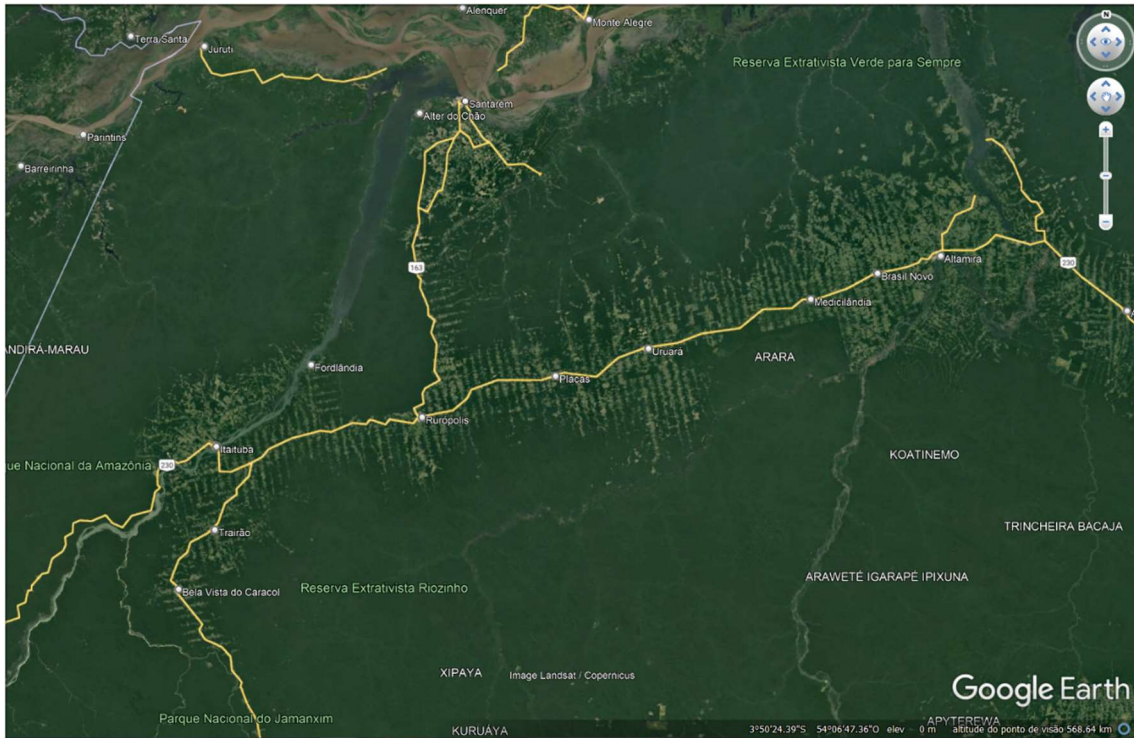 Alenquer
Monte Alegre
Terra Santa
Juruti
N
Reserva Extrativista Verde para Sempre
Santarém
Alter do Chão
Parintins
Barreirinha
163
Altamira
230
Brasil Novo
Medicilândia
ANDIRÁ-MARAU
Uruará
ARARA
Fordlândia
Placas
Rurópolis
Itaituba
KOATINEMO
230
que Nacional da Amazônia
TRINCHEIRA BACAJA
Trairão
ARAWETÉ IGARAPÉ IPIXUNA
Bela Vista do Caracol
Reserva Extrativista Riozinho
XIPAYA
Image Landsat / Copernicus
Google Earth
Parque Nacional do Jamanxim
APYTEREWA
KURUÁYA
3°50'24.39"S 54°06'47.36"O elev 0 m altitude do ponto de visão 568.64 km